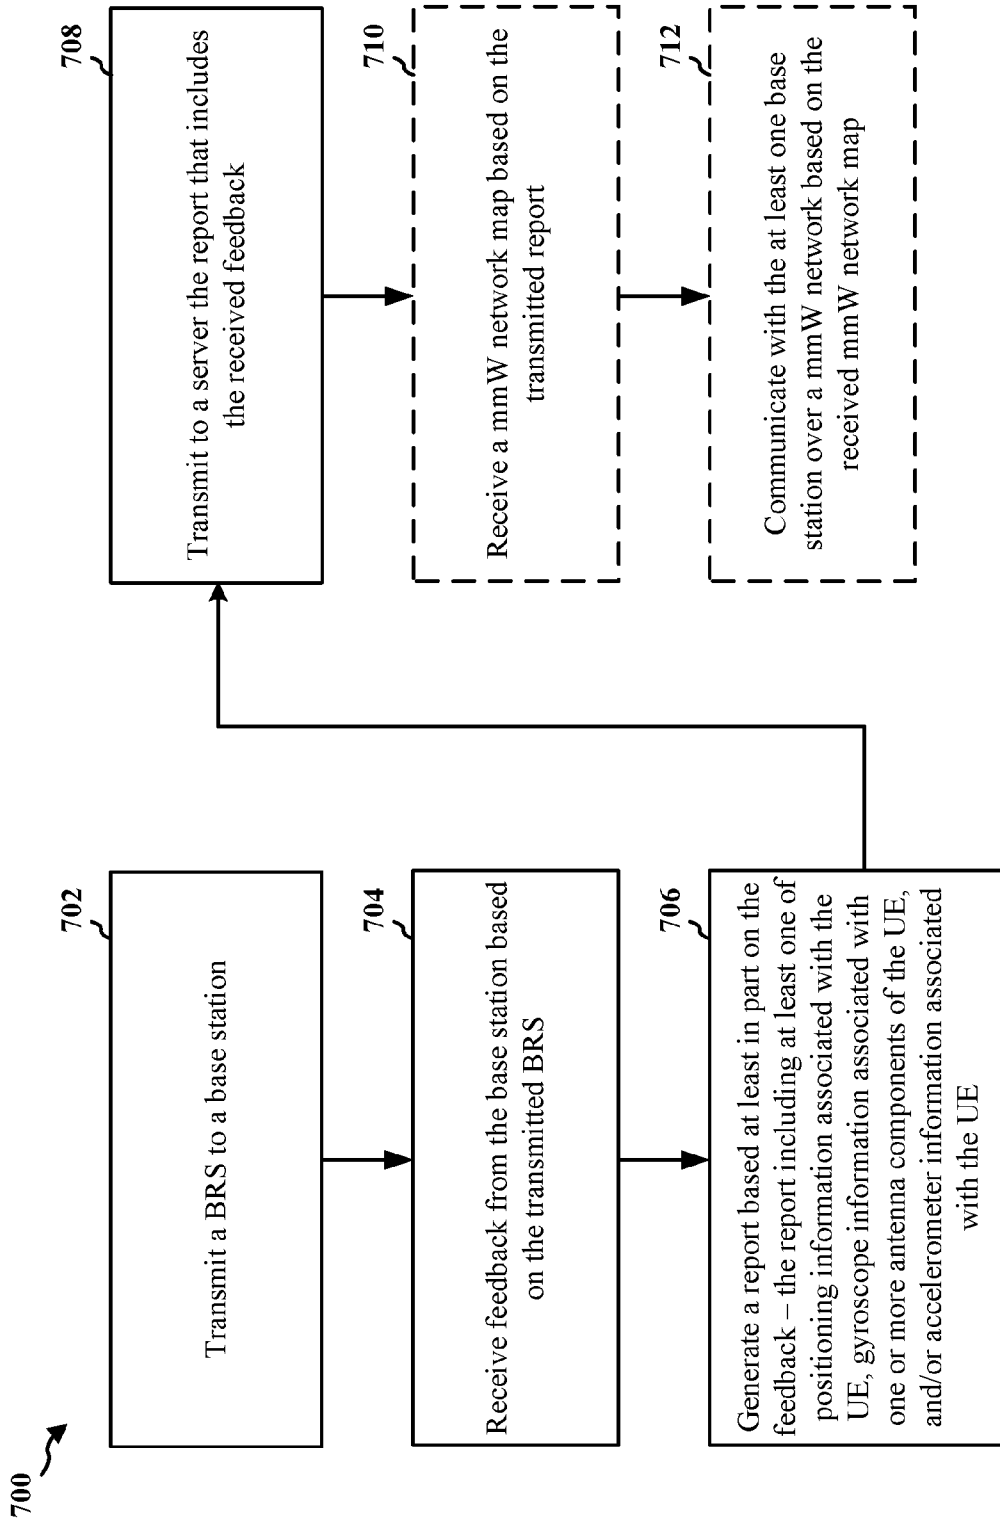 700
702
Transmit a BRS to a base station
704
Receive feedback from the base station based
on the transmitted BRS
706
Generate a report based at least in part on the
feedback – the report including at least one of
positioning information associated with the
UE, gyroscope information associated with
one or more antenna components of the UE,
and/or accelerometer information associated
with the UE
708
Transmit to a server the report that includes
the received feedback
710
Receive a mmW network map based on the
transmitted report
712
Communicate with the at least one base
station over a mmW network based on the
received mmW network map